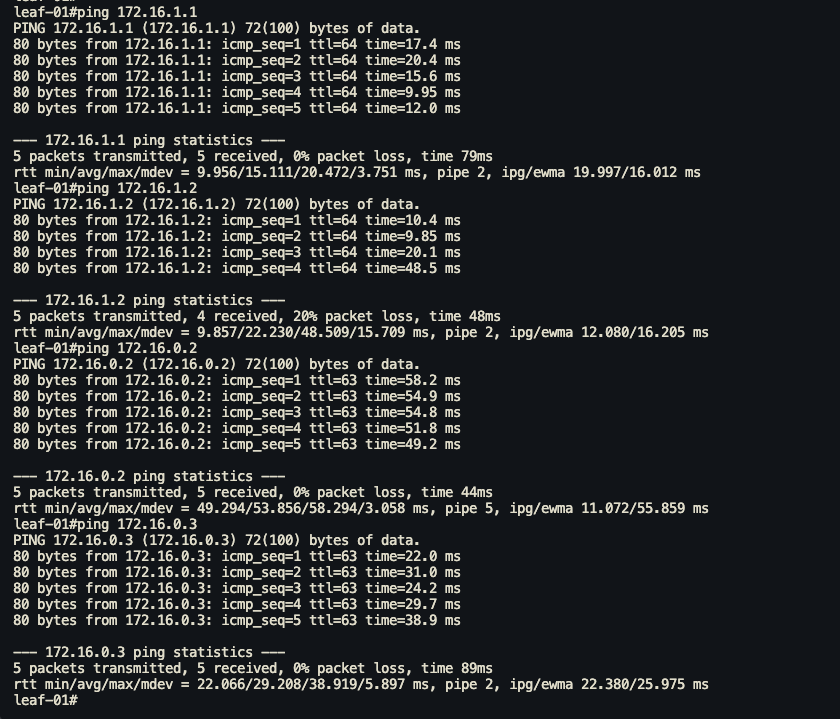 leaf-01#ping 172.16.1.1
PING 172.16.1.1 (172.16.1.1) 72(100) bytes of data.
80 bytes from 172.16.1.1: icmp_seq=1 ttl=64 time=17.4 ms
80 bytes from 172.16.1.1: icmp_seq=2 ttl=64 time=20.4 ms
80 bytes from 172.16.1.1: icmp_seq=3 ttl=64 time=15.6 ms
80 bytes from 172.16.1.1: icmp_seq=4 ttl=64 time=9.95 ms
80 bytes from 172.16.1.1: icmp_seq=5 ttl=64 time=12.0 ms

--- 172.16.1.1 ping statistics ---
5 packets transmitted, 5 received, 0% packet loss, time 79ms
rtt min/avg/max/mdev = 9.956/15.111/20.472/3.751 ms, pipe 2, ipg/ewma 19.997/16.012 ms
leaf-01#ping 172.16.1.2
PING 172.16.1.2 (172.16.1.2) 72(100) bytes of data.
80 bytes from 172.16.1.2: icmp_seq=1 ttl=64 time=10.4 ms
80 bytes from 172.16.1.2: icmp_seq=2 ttl=64 time=9.85 ms
80 bytes from 172.16.1.2: icmp_seq=3 ttl=64 time=20.1 ms
80 bytes from 172.16.1.2: icmp_seq=4 ttl=64 time=48.5 ms

--- 172.16.1.2 ping statistics ---
5 packets transmitted, 4 received, 20% packet loss, time 48ms
rtt min/avg/max/mdev = 9.857/22.230/48.509/15.709 ms, pipe 2, ipg/ewma 12.080/16.205 ms
leaf-01#ping 172.16.0.2
PING 172.16.0.2 (172.16.0.2) 72(100) bytes of data.
80 bytes from 172.16.0.2: icmp_seq=1 ttl=63 time=58.2 ms
80 bytes from 172.16.0.2: icmp_seq=2 ttl=63 time=54.9 ms
80 bytes from 172.16.0.2: icmp_seq=3 ttl=63 time=54.8 ms
80 bytes from 172.16.0.2: icmp_seq=4 ttl=63 time=51.8 ms
80 bytes from 172.16.0.2: icmp_seq=5 ttl=63 time=49.2 ms

--- 172.16.0.2 ping statistics ---
5 packets transmitted, 5 received, 0% packet loss, time 44ms
rtt min/avg/max/mdev = 49.294/53.856/58.294/3.058 ms, pipe 5, ipg/ewma 11.072/55.859 ms
leaf-01#ping 172.16.0.3
PING 172.16.0.3 (172.16.0.3) 72(100) bytes of data.
80 bytes from 172.16.0.3: icmp_seq=1 ttl=63 time=22.0 ms
80 bytes from 172.16.0.3: icmp_seq=2 ttl=63 time=31.0 ms
80 bytes from 172.16.0.3: icmp_seq=3 ttl=63 time=24.2 ms
80 bytes from 172.16.0.3: icmp_seq=4 ttl=63 time=29.7 ms
80 bytes from 172.16.0.3: icmp_seq=5 ttl=63 time=38.9 ms

--- 172.16.0.3 ping statistics ---
5 packets transmitted, 5 received, 0% packet loss, time 89ms
rtt min/avg/max/mdev = 22.066/29.208/38.919/5.897 ms, pipe 2, ipg/ewma 22.380/25.975 ms
leaf-01#